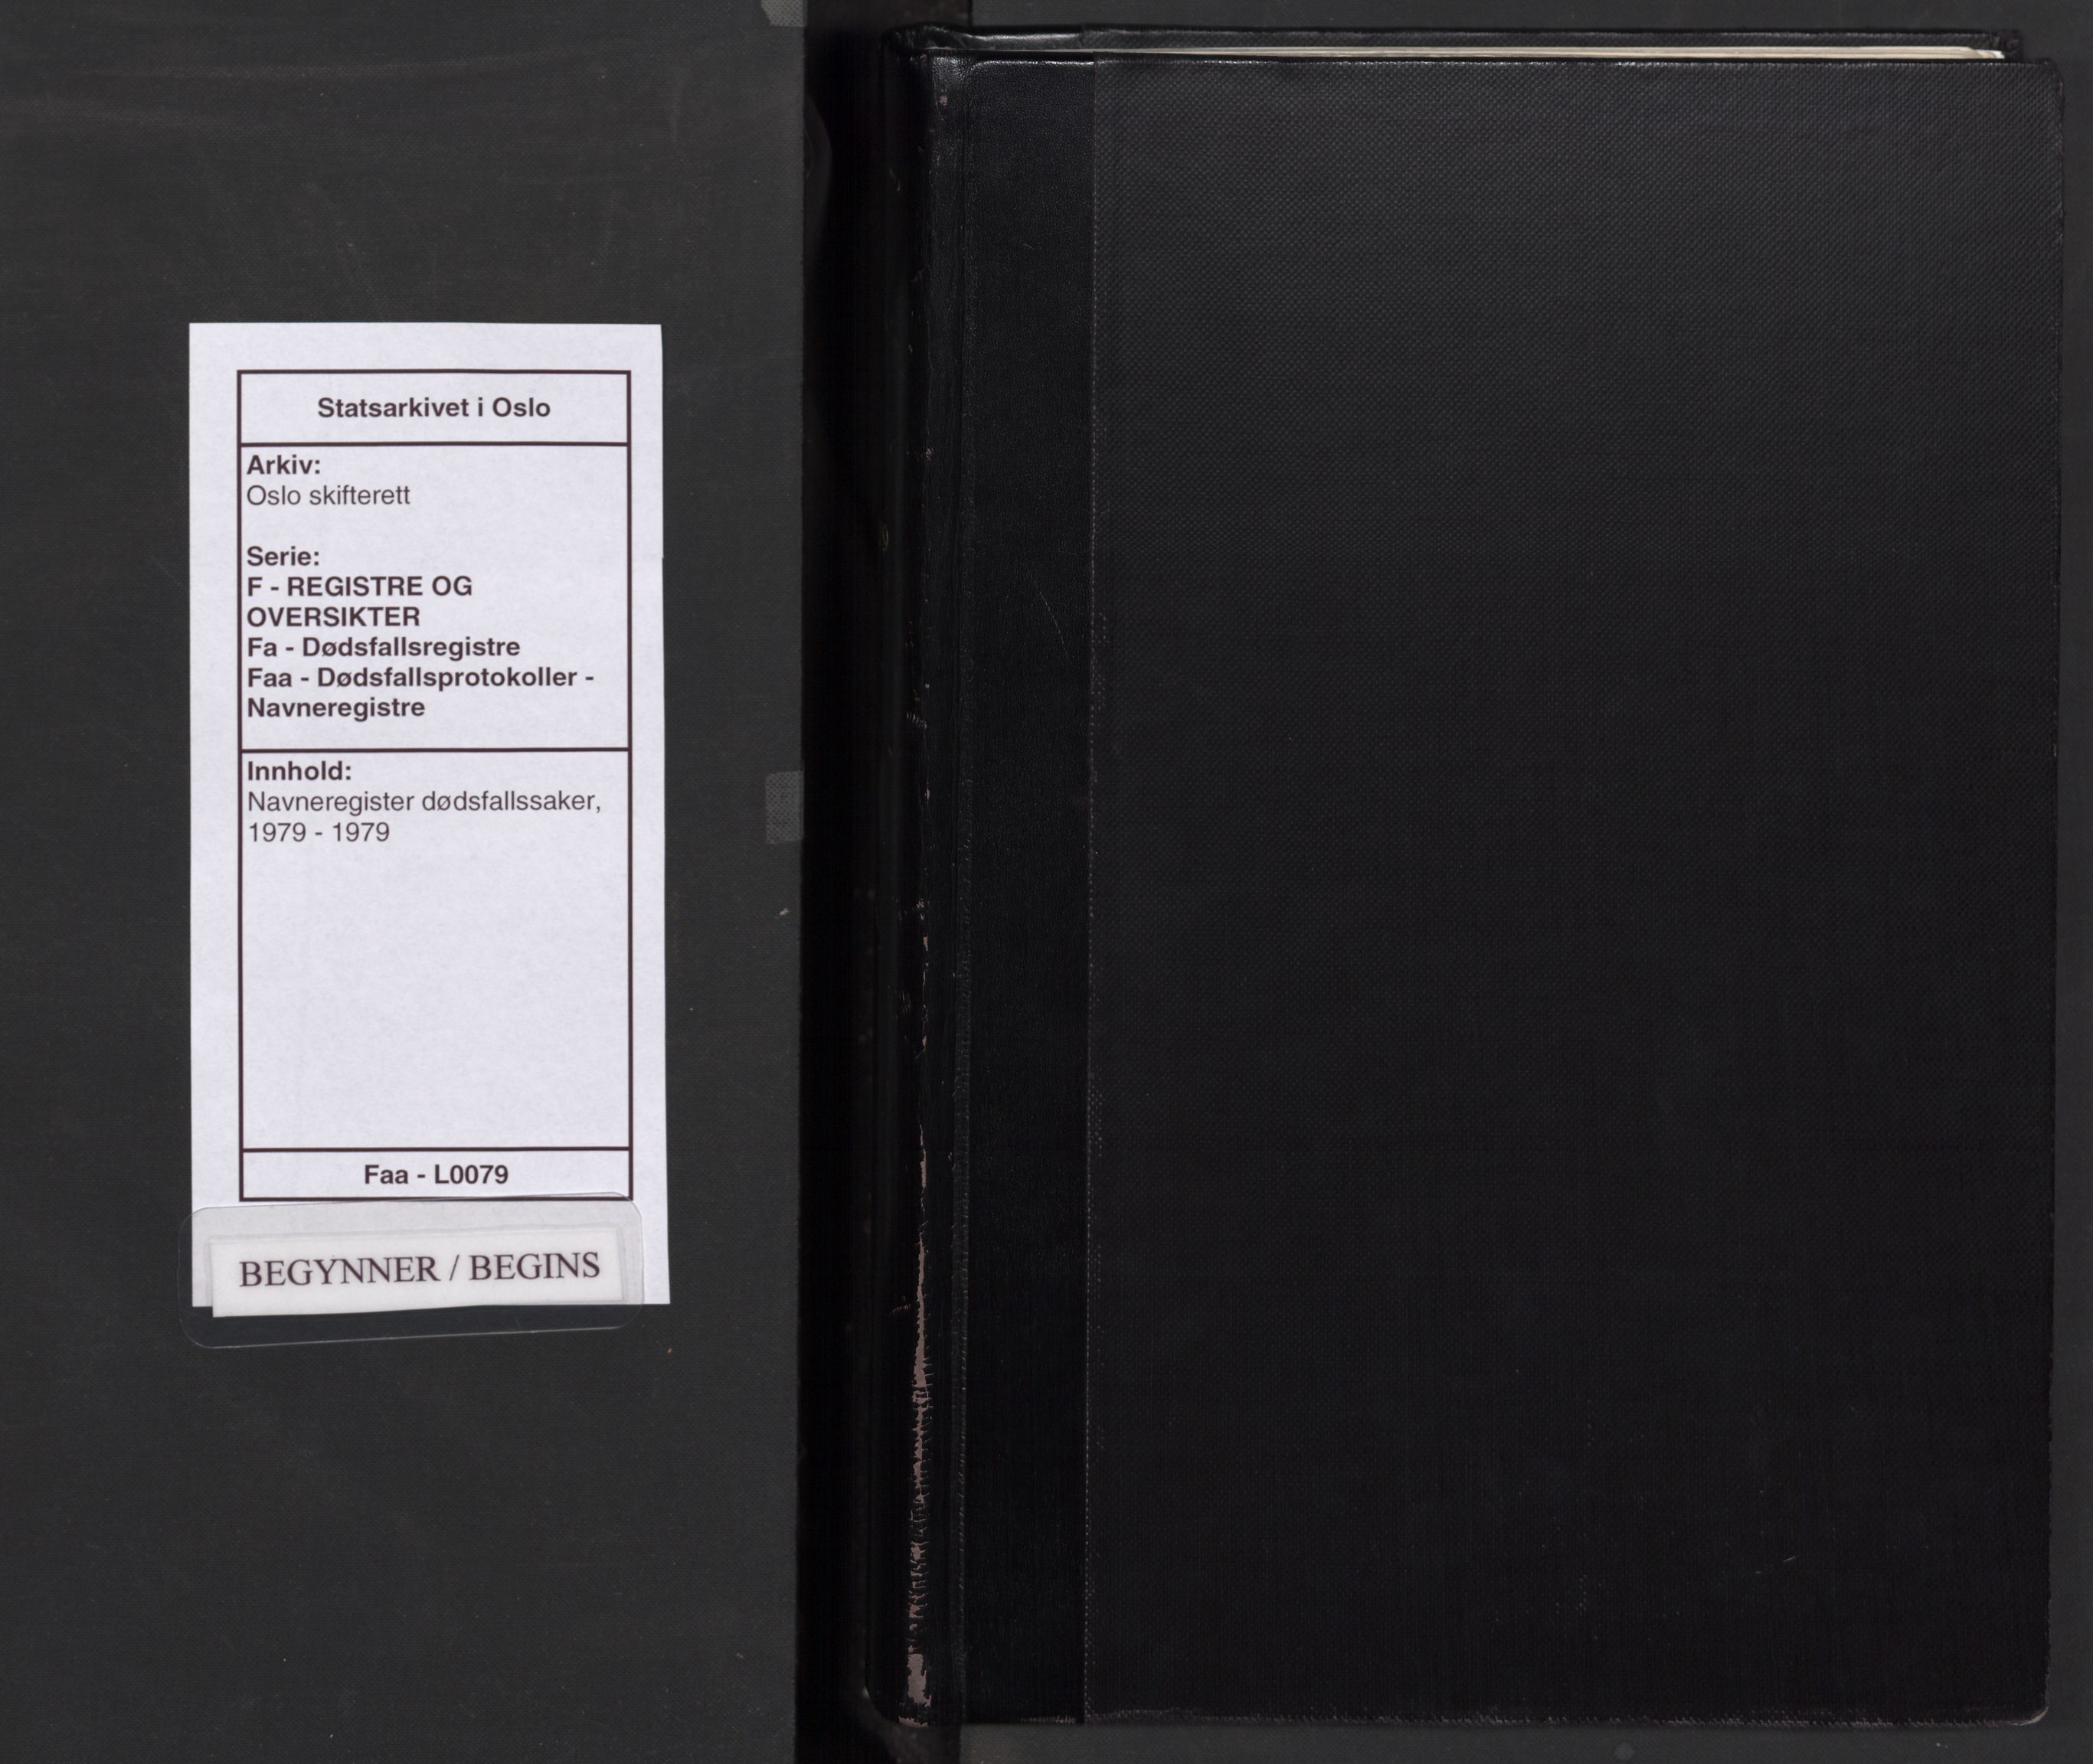 Statsarkivet i Oslo
Arkiv:
Oslo skifterett
Serie:
F - REGISTRE OG
OVERSIKTER
Fa - Dødsfallsregistre
Faa - Dødsfallsprotokoller -
Navneregistre
Innhold:
Navneregister dødsfallssaker,
1979 - 1979
Faa - L0079
BEGYNNER / BEGINS